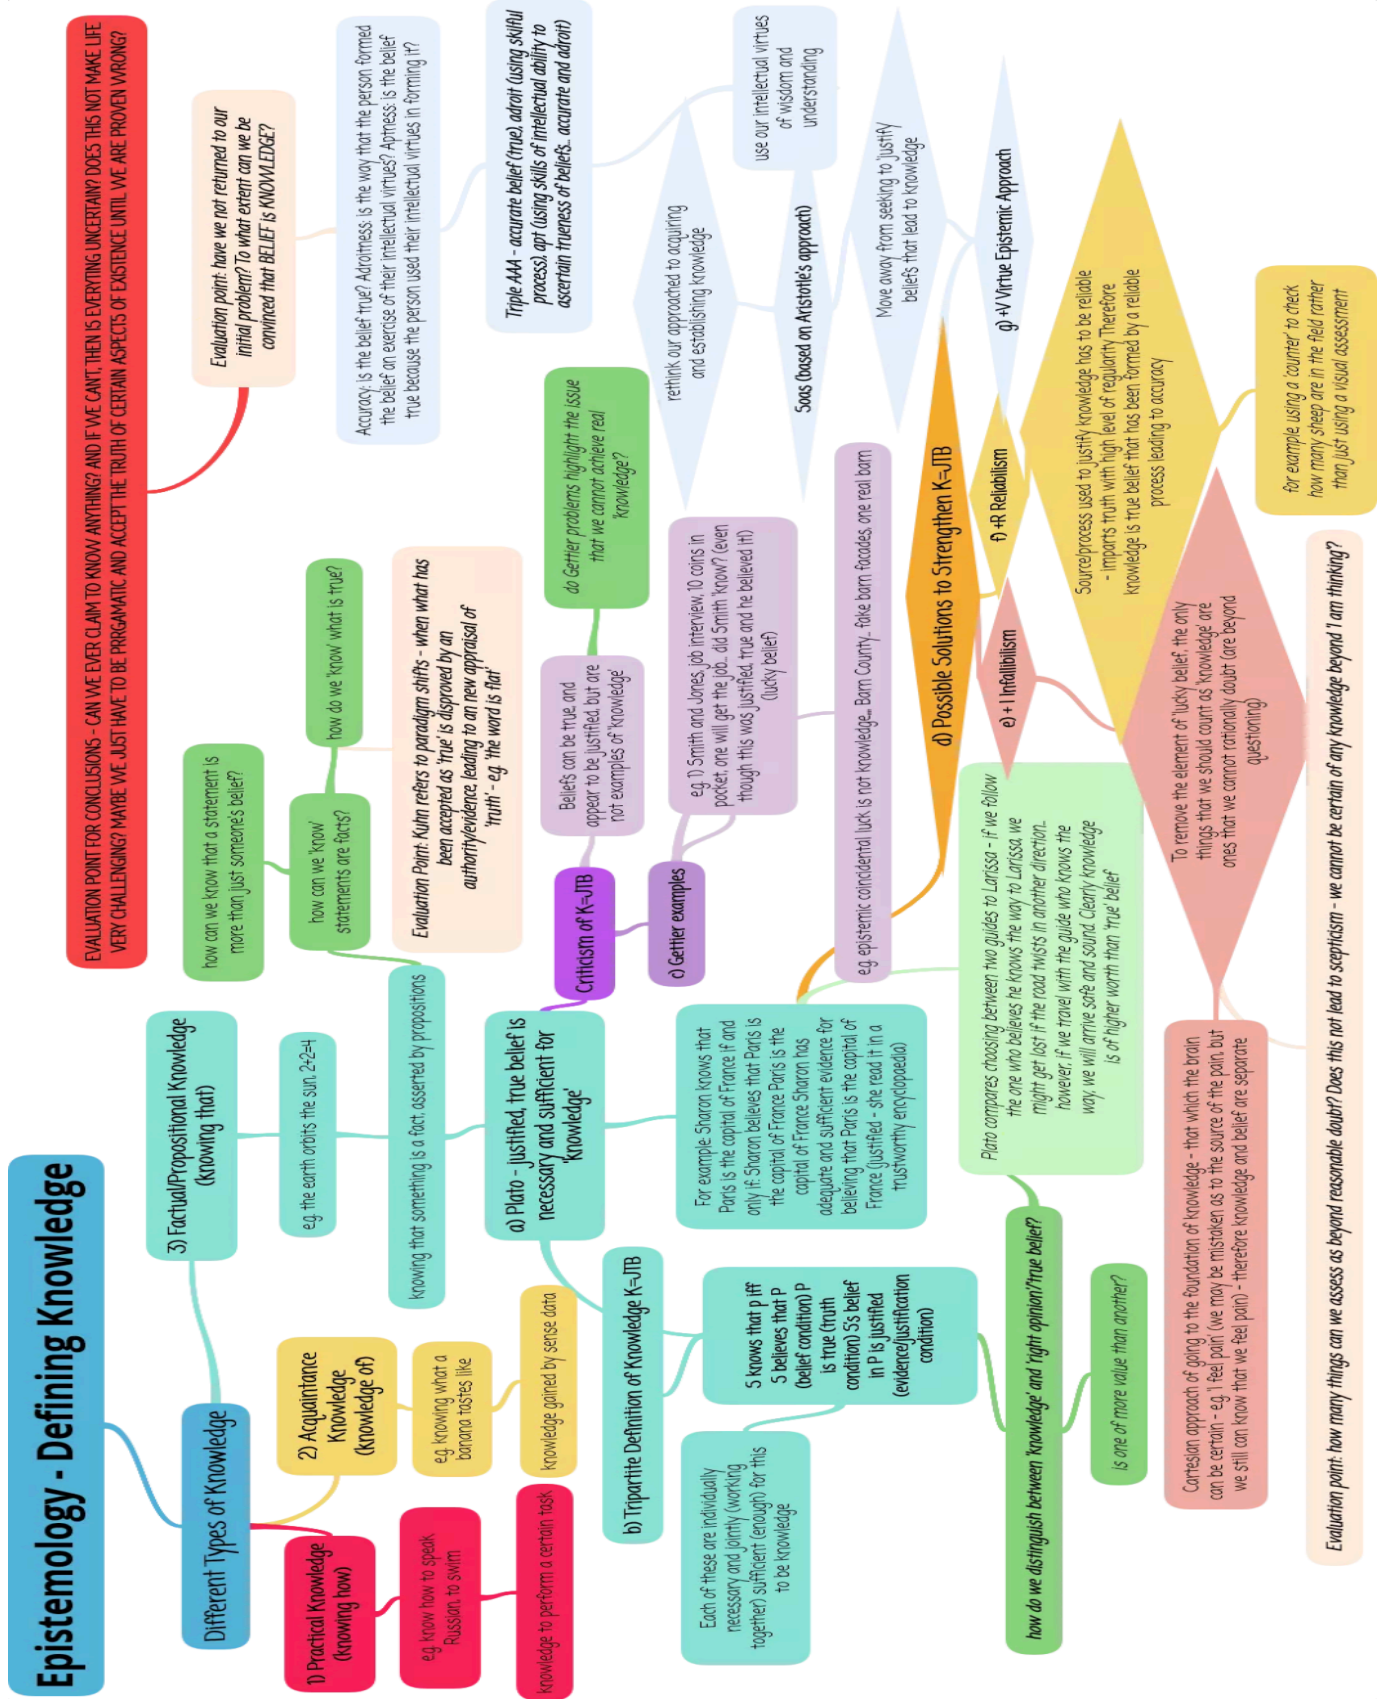 Epistemology - Defining Knowledge
Different Types of Knowledge
1) Practical Knowledge
(knowing how)
e.g. know how to speak
Russian, to swim
knowledge to perform a certain task
2) Acquaintance
Knowledge
(knowledge of)
e.g. knowing what a
banana tastes like
knowledge gained by sense data
3) Factual/Propositional Knowledge
(knowing that)
e.g. the earth orbits the sun, 2+2=4
knowing that something is a fact, asserted by propositions
how can we 'know'
statements are facts?
how can we know that a statement is
more than just someone's belief?
how do we 'know' what is true?
Evaluation Point: Kuhn refers to paradigm shifts - when what has
been accepted as 'true' is disproved by an
authority/evidence, leading to an new appraisal of
'truth' - e.g. 'the word is flat'
a) Plato - justified, true belief is
necessary and sufficient for
'knowledge'
b) Tripartite Definition of Knowledge K=JTB
S knows that p iff
S believes that P
(belief condition) P
is true (truth
condition) S's belief
in P is justified
(evidence/justification
condition)
Each of these are individually
necessary and jointly (working
together) sufficient (enough) for this
to be knowledge
For example: Sharon knows that
Paris is the capital of France if and
only if: Sharon believes that Paris is
the capital of France Paris is the
capital of France Sharon has
adequate and sufficient evidence for
believing that Paris is the capital of
France (justified - she read it in a
trustworthy encyclopaedia)
how do we distinguish between 'knowledge' and 'right opinion'/'true belief?
is one of more value than another?
Plato compares choosing between two guides to Larissa - if we follow
the one who believes he knows the way to Larissa we
might get lost if the road twists in another direction...
however, if we travel with the guide who knows the
way, we will arrive safe and sound. Clearly knowledge
is of higher worth than 'true' belief
Criticism of K=JTB
Beliefs can be true, and
appear to be justified, but are
not examples of 'knowledge'
do Gettier problems highlight the issue
that we cannot achieve real
'knowledge?
c) Gettier examples
e.g. 1) Smith and Jones, job interview, 10 coins in
pocket, one will get the job... did Smith 'know'? (even
though this was justified, true and he believed it!)
(lucky belief)
e.g. epistemic coincidental luck is not knowledge... Barn County... fake barn facades, one real barn
d) Possible Solutions to Strengthen K=JTB
e) + I Infallibilism
To remove the element of 'lucky belief', the only
things that we should count as 'knowledge' are
ones that we cannot rationally doubt (are beyond
questioning)
Cartesian approach of going to the foundation of knowledge - that which the brain
can be certain - e.g. 'I feel pain' (we may be mistaken as to the source of the pain, but
we still can know that we feel pain) - therefore knowledge and belief are separate
Evaluation point: how many things can we assess as beyond reasonable doubt? Does this not lead to scepticism - we cannot be certain of any knowledge beyond 'I am thinking'?
f) +R Reliabilism
Source/process used to justify knowledge has to be reliable
- imparts truth with high level of regularity Therefore
knowledge is true belief that has been formed by a reliable
process leading to accuracy
for example, using a 'counter' to check
how many sheep are in the field rather
than just using a visual assessment
g) +V Virtue Epistemic Approach
Move away from seeking to 'justify'
beliefs that lead to knowledge
Soas (based on Aristotle's approach)
rethink our approached to acquiring
and establishing knowledge
use our intellectual virtues
of wisdom and
understanding
Triple AAA - accurate belief (true), adroit (using skilful
process), apt (using skills of intellectual ability to
ascertain trueness of beliefs... accurate and adroit)
Accuracy: is the belief true? Adroitness: is the way that the person formed
the belief an exercise of their intellectual virtues? Aptness: is the belief
true because the person used their intellectual virtues in forming it?
Evaluation point: have we not returned to our
initial problem? To what extent can we be
convinced that BELIEF is KNOWLEDGE?
EVALUATION POINT FOR CONCLUSIONS - CAN WE EVER CLAIM TO KNOW ANYTHING? AND IF WE CAN'T, THEN IS EVERYTING UNCERTAIN? DOES THIS NOT MAKE LIFE
VERY CHALLENGING? MAYBE WE JUST HAVE TO BE PRRGAMATIC AND ACCEPT THE TRUTH OF CERTAIN ASPECTS OF EXISTENCE UNTIL WE ARE PROVEN WRONG?